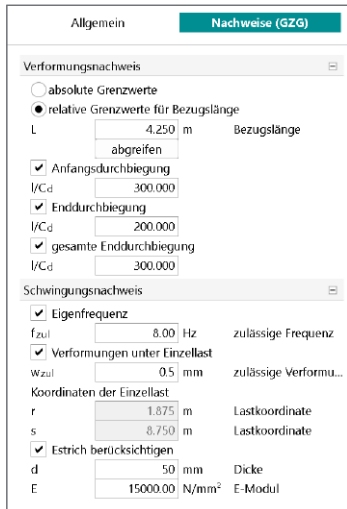 Allgemein Nachweise (GZG)
Verformungsnachweis
absolute Grenzwerte
relative Grenzwerte für Bezugslänge
L 4.250 m Bezugslänge
abgreifen
Anfangsdurchbiegung
l/Cd 300.000
Enddurchbiegung
l/Cd 200.000
gesamte Enddurchbiegung
l/Cd 300.000
Schwingungsnachweis
Eigenfrequenz
fzul 8.00 Hz zulässige Frequenz
Verformungen unter Einzellast
wzul 0.5 mm zulässige Verformu...
Koordinaten der Einzellast
r 1.875 m Lastkoordinate
s 8.750 m Lastkoordinate
Estrich berücksichtigen
d 50 mm Dicke
E 15000.00 N/mm² E-Modul